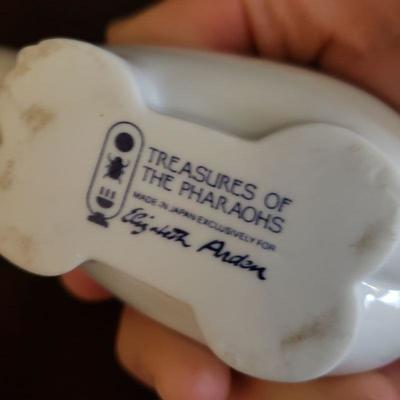 TREASURES OF
THE PHARAOHS
MADE IN JAPAN EXCLUSIVELY FOR
Elizabeth Arden